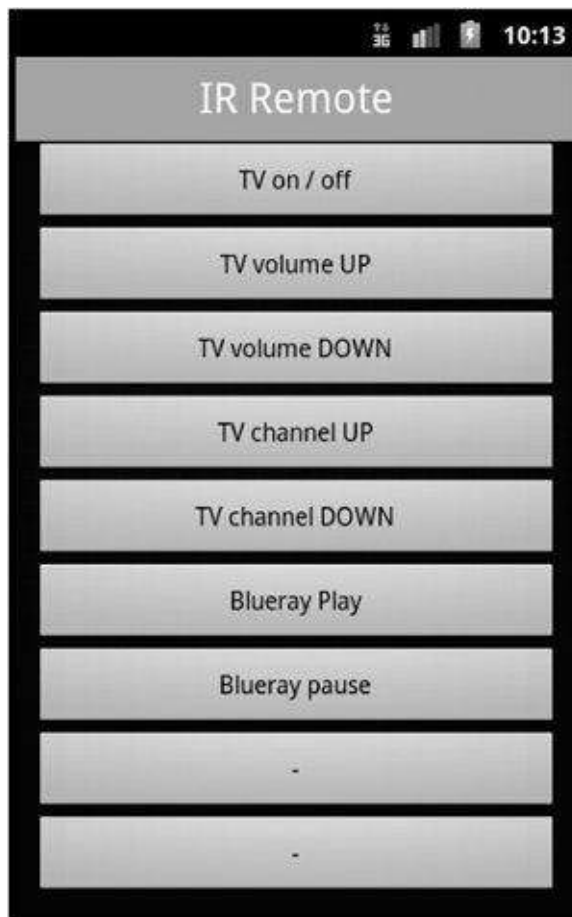 3G 10:13
IR Remote
TV on / off
TV volume UP
TV volume DOWN
TV channel UP
TV channel DOWN
Blueray Play
Blueray pause
-
-